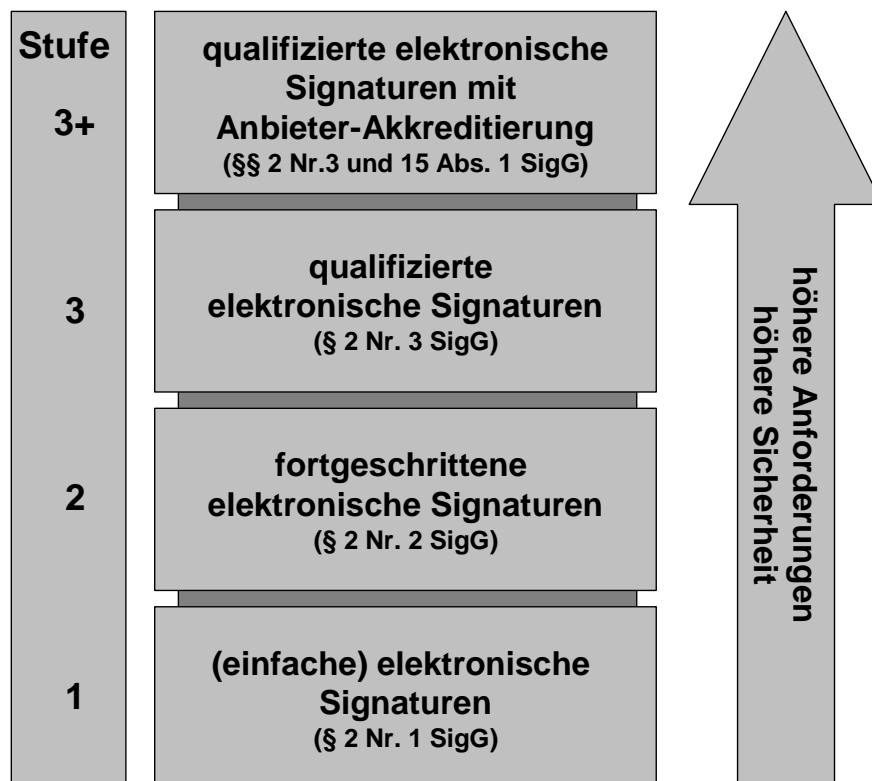 Stufe
3+
qualifizierte elektronische
Signaturen mit
Anbieter-Akkreditierung
(§§ 2 Nr.3 und 15 Abs. 1 SigG)
3
qualifizierte
elektronische Signaturen
(§ 2 Nr. 3 SigG)
2
fortgeschrittene
elektronische Signaturen
(§ 2 Nr. 2 SigG)
1
(einfache) elektronische
Signaturen
(§ 2 Nr. 1 SigG)
höhere Anforderungen
höhere Sicherheit